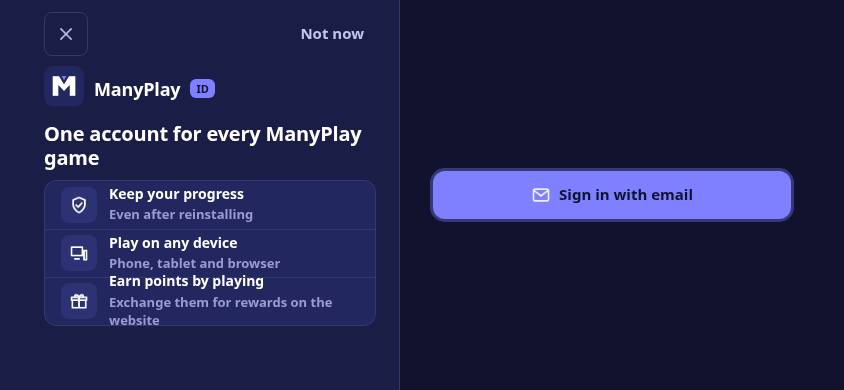 Not now
ManyPlay ID
One account for every ManyPlay
game
Keep your progress
Even after reinstalling
Play on any device
Phone, tablet and browser
Earn points by playing
Exchange them for rewards on the
website
Sign in with email